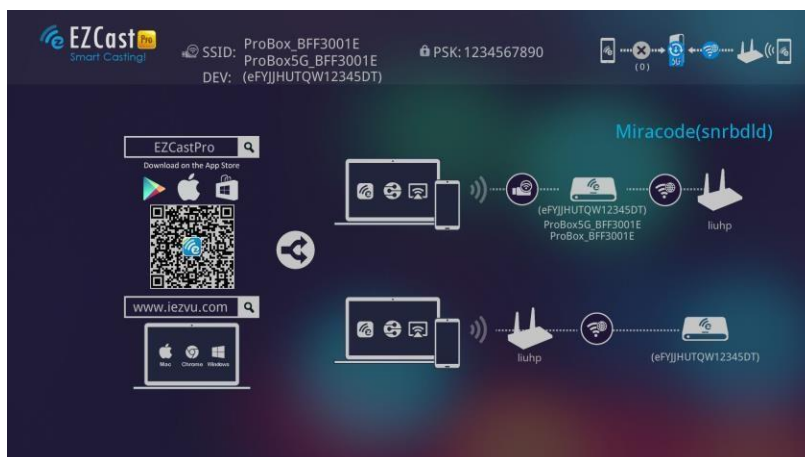 EZCast Pro
Smart Casting!
SSID: ProBox_BFF3001E
ProBox5G_BFF3001E
DEV: (eFYJJHUTQW12345DT)
PSK: 1234567890
(0)
5G
Miracode(snrbdld)
EZCastPro
Download on the App Store
www.iezvu.com
Mac Chrome Windows
(eFYJJHUTQW12345DT)
ProBox5G_BFF3001E
ProBox_BFF3001E
liuhp
liuhp
(eFYJJHUTQW12345DT)